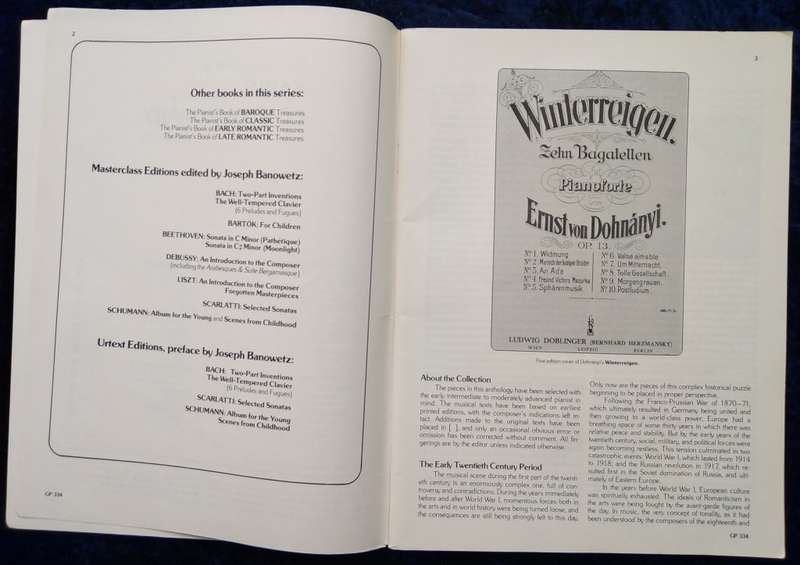 2
Other books in this series:
The Pianist's Book of BAROQUE Treasures
The Pianist's Book of CLASSIC Treasures
The Pianist's Book of EARLY ROMANTIC Treasures
The Pianist's Book of LATE ROMANTIC Treasures
Masterclass Editions edited by Joseph Banowetz:
BACH: Two-Part Inventions
The Well-Tempered Clavier
(6 Preludes and Fugues)
BARTÓK: For Children
BEETHOVEN: Sonata in C Minor (Pathétique)
Sonata in C♯ Minor (Moonlight)
DEBUSSY: An Introduction to the Composer
(including the Arabesques & Suite Bergamasque)
LISZT: An Introduction to the Composer
Forgotten Masterpieces
SCARLATTI: Selected Sonatas
SCHUMANN: Album for the Young and Scenes from Childhood
Urtext Editions, preface by Joseph Banowetz:
BACH: Two-Part Inventions
The Well-Tempered Clavier
(6 Preludes and Fugues)
SCARLATTI: Selected Sonatas
SCHUMANN: Album for the Young
Scenes from Childhood
GP 334
3
Winterreigen.
Zehn Bagatellen
Pianoforte
Ernst von Dohnányi.
OP. 13.
No 1. Widmung
No 2. Marsch der lustigen Brüder
No 3. An Ada
No 4. Freund Victor's Mazurka
No 5. Sphärenmusik.
No 6. Valse aimable
No 7. Um Mitternacht.
No 8. Tolle Gesellschaft.
No 9. Morgengrauen.
No 10. Postludium.
LUDWIG DOBLINGER (BERNHARD HERZMANSKY)
WIEN LEIPZIG BERLIN
First edition cover of Dohnányi's Winterreigen.
About the Collection
The pieces in this anthology have been selected with
the early intermediate to moderately advanced pianist in
mind. The musical texts have been based on earliest
printed editions, with the composer's indications left in-
tact. Additions made to the original texts have been
placed in [ ], and only an occasional obvious error or
omission has been corrected without comment. All fin-
gerings are by the editor unless indicated otherwise.
The Early Twentieth Century Period
The musical scene during the first part of the twenti-
eth century is an enormously complex one, full of con-
troversy, and contradictions. During the years immediately
before and after World War I, momentous forces both in
the arts and in world history were being turned loose, and
the consequences are still being strongly felt to this day.
Only now are the pieces of this complex historical puzzle
beginning to be placed in proper perspective.
Following the Franco-Prussian War of 1870–71,
which ultimately resulted in Germany being united and
then growing to a world-class power, Europe had a
breathing space of some thirty years in which there was
relative peace and stability. But by the early years of the
twentieth century, social, military, and political forces were
again becoming restless. This tension culminated in two
catastrophic events: World War I, which lasted from 1914
to 1918; and the Russian revolution in 1917, which re-
sulted first in the Soviet domination of Russia, and ulti-
mately of Eastern Europe.
In the years before World War I, European culture
was spiritually exhausted. The ideals of Romanticism in
the arts were being fought by the avant-garde figures of
the day. In music, the very concept of tonality, as it had
been understood by the composers of the eighteenth and
GP 334